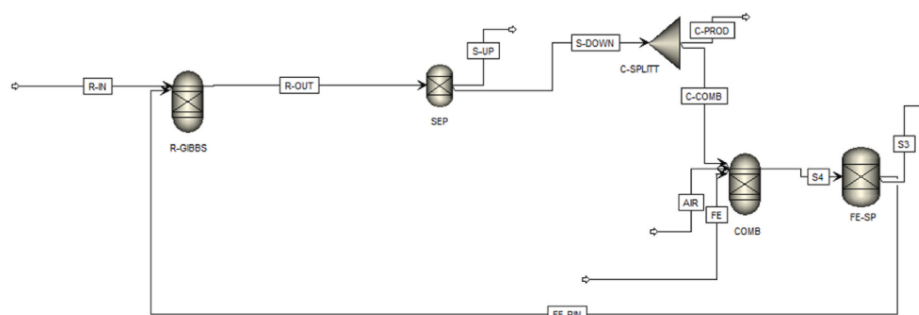 C-PROD
S-UP
S-DOWN
C-SPLITT
R-IN
R-OUT
SEP
C-COMB
R-GIBBS
S3
S4
AIR
FE
COMB
FE-SP